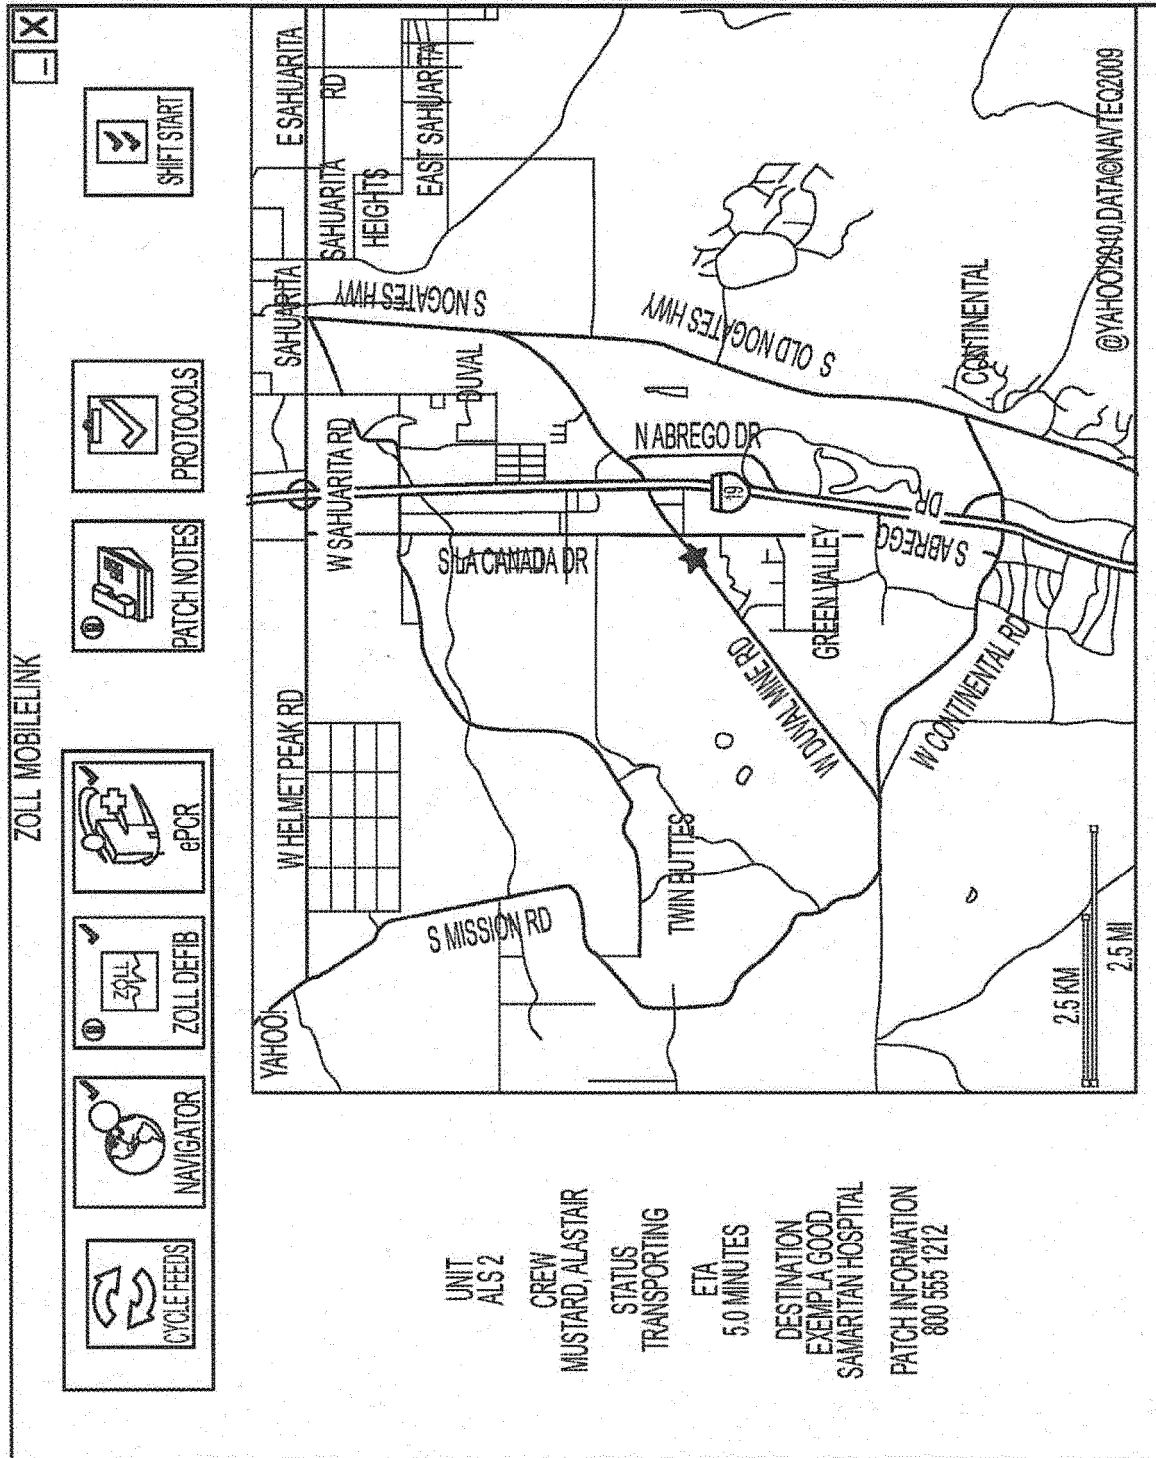 ZOLL MOBILELINK
_ X
CYCLE FEEDS
NAVIGATOR
ZOLL
ZOLL DEFIB
ePCR
PATCH NOTES
PROTOCOLS
SHIFT START
UNIT
ALS 2
CREW
MUSTARD, ALASTAIR
STATUS
TRANSPORTING
ETA
5.0 MINUTES
DESTINATION
EXEMPLA GOOD
SAMARITAN HOSPITAL
PATCH INFORMATION
800 555 1212
YAHOO!
W HELMET PEAK RD
SAHUARITA
E SAHUARITA
RD
W SAHUARITA RD
SAHUARITA
HEIGHTS
EAST SAHUARITA
S NOGATES HWY
DUVAL
S MISSION RD
S LA CANADA DR
N ABREGO DR
S OLD NOGATES HWY
TWIN BUTTES
W DUVAL MINE RD
19
GREEN VALLEY
S ABREGO
DR
W CONTINENTAL RD
CONTINENTAL
2.5 KM
2.5 MI
@YAHOO!2010,DATA©NAVTEQ2009